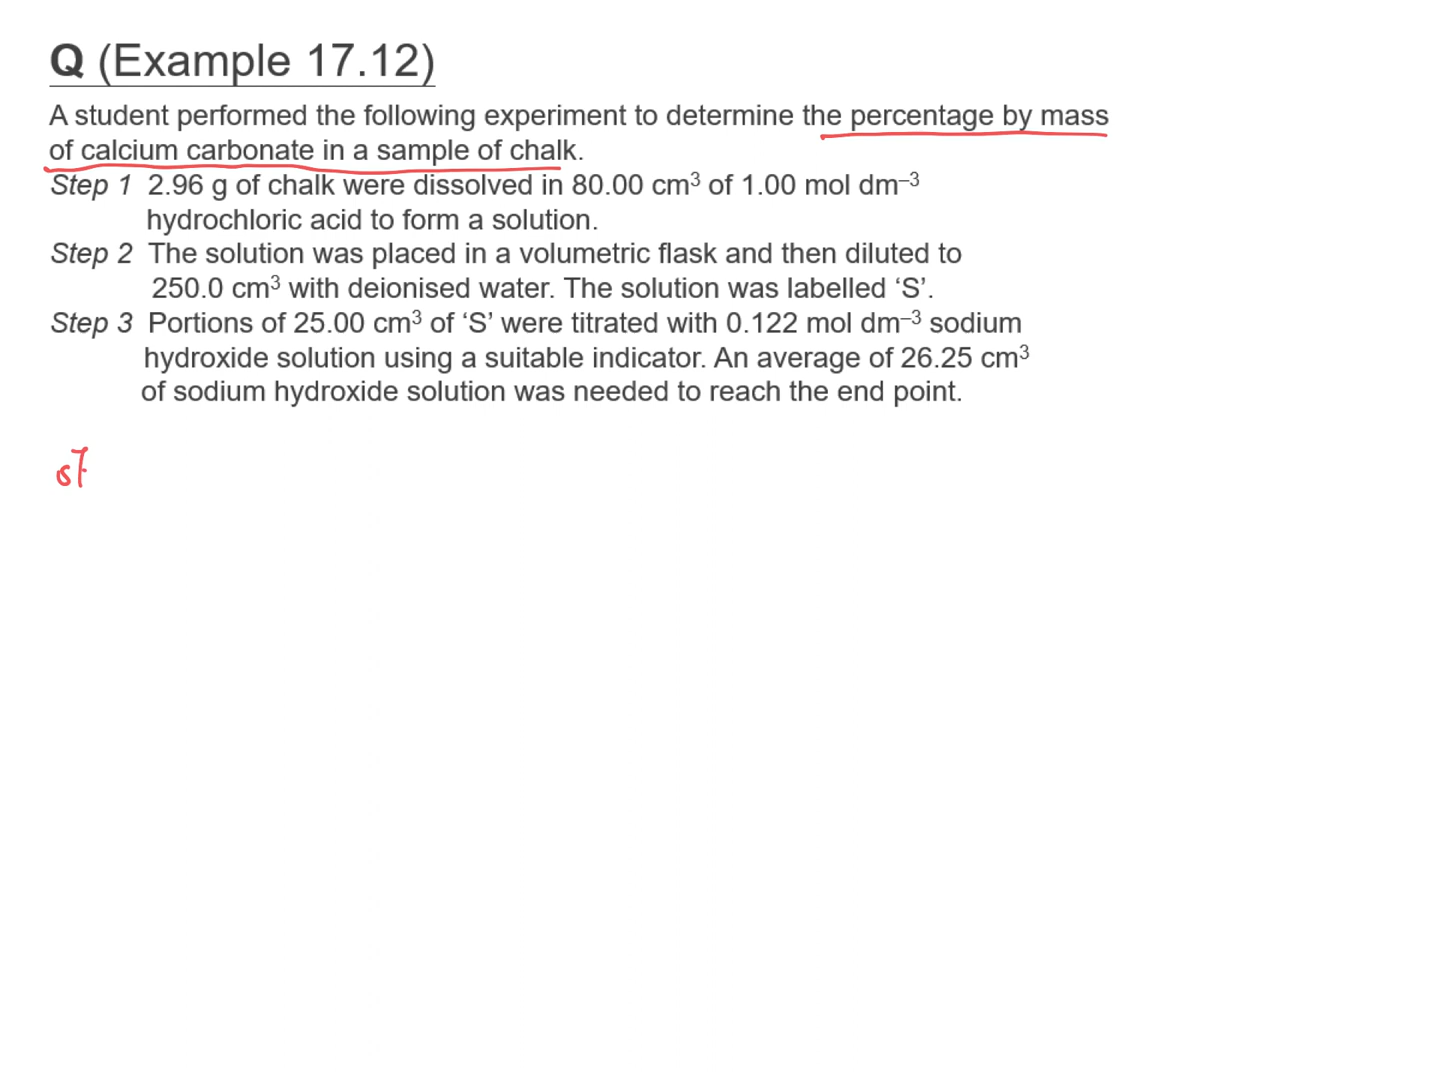 Q (Example 17.12)
A student performed the following experiment to determine the percentage by mass
of calcium carbonate in a sample of chalk.
Step 1 2.96 g of chalk were dissolved in 80.00 cm³ of 1.00 mol dm⁻³
hydrochloric acid to form a solution.
Step 2 The solution was placed in a volumetric flask and then diluted to
250.0 cm³ with deionised water. The solution was labelled ‘S’.
Step 3 Portions of 25.00 cm³ of ‘S’ were titrated with 0.122 mol dm⁻³ sodium
hydroxide solution using a suitable indicator. An average of 26.25 cm³
of sodium hydroxide solution was needed to reach the end point.